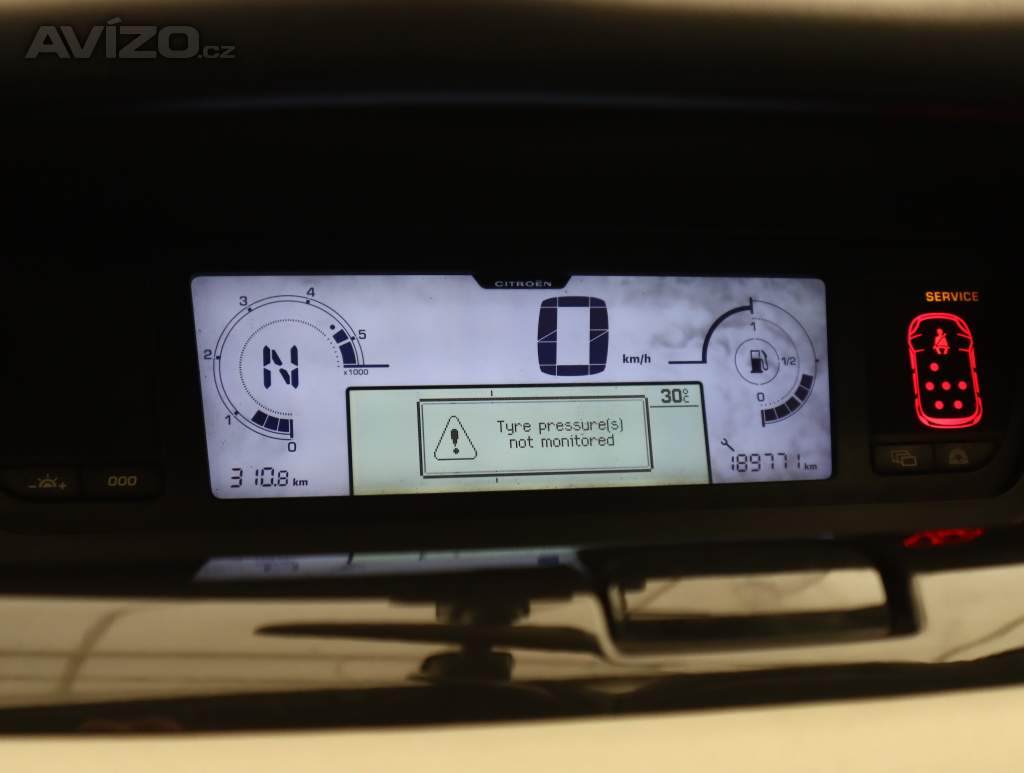 AVÍZO.cz
CITROËN
SERVICE
4
3
5
x1000
2
N
1
0
0 km/h
1
1/2
0
30°C
Tyre pressure(s)
not monitored
310.8 km
189771 km
000